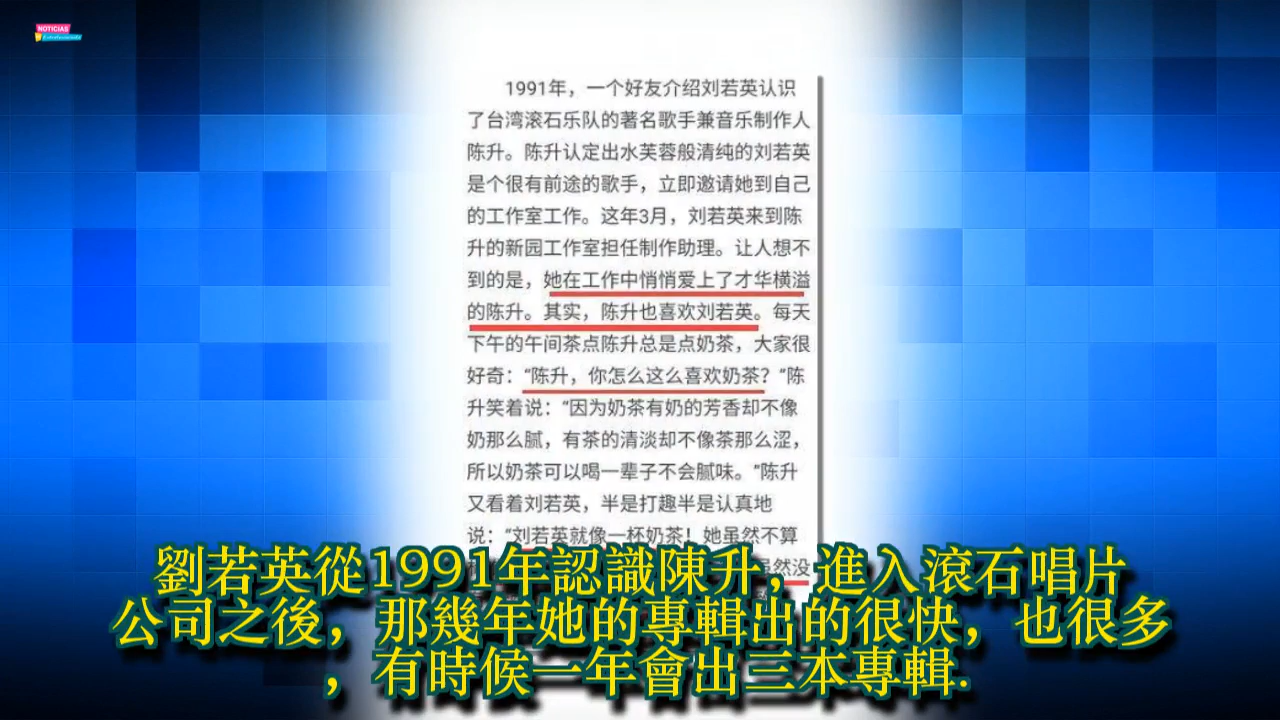 NOTICIAS
1991年，一个好友介绍刘若英认识
了台湾滚石乐队的著名歌手兼音乐制作人
陈升。陈升认定出水芙蓉般清纯的刘若英
是个很有前途的歌手，立即邀请她到自己
的工作室工作。这年3月，刘若英来到陈
升的新园工作室担任制作助理。让人想不
到的是，她在工作中悄悄爱上了才华横溢
的陈升。其实，陈升也喜欢刘若英。每天
下午的午间茶点陈升总是点奶茶，大家很
好奇：“陈升，你怎么这么喜欢奶茶？”陈
升笑着说：“因为奶茶有奶的芳香却不像
奶那么腻，有茶的清淡却不像茶那么涩，
所以奶茶可以喝一辈子不会腻味。”陈升
又看着刘若英，半是打趣半是认真地
说：“刘若英就像一杯奶茶！她虽然不算
虽然没
劉若英從1991年認識陳升，進入滾石唱片
公司之後，那幾年她的專輯出的很快，也很多
，有時候一年會出三本專輯.